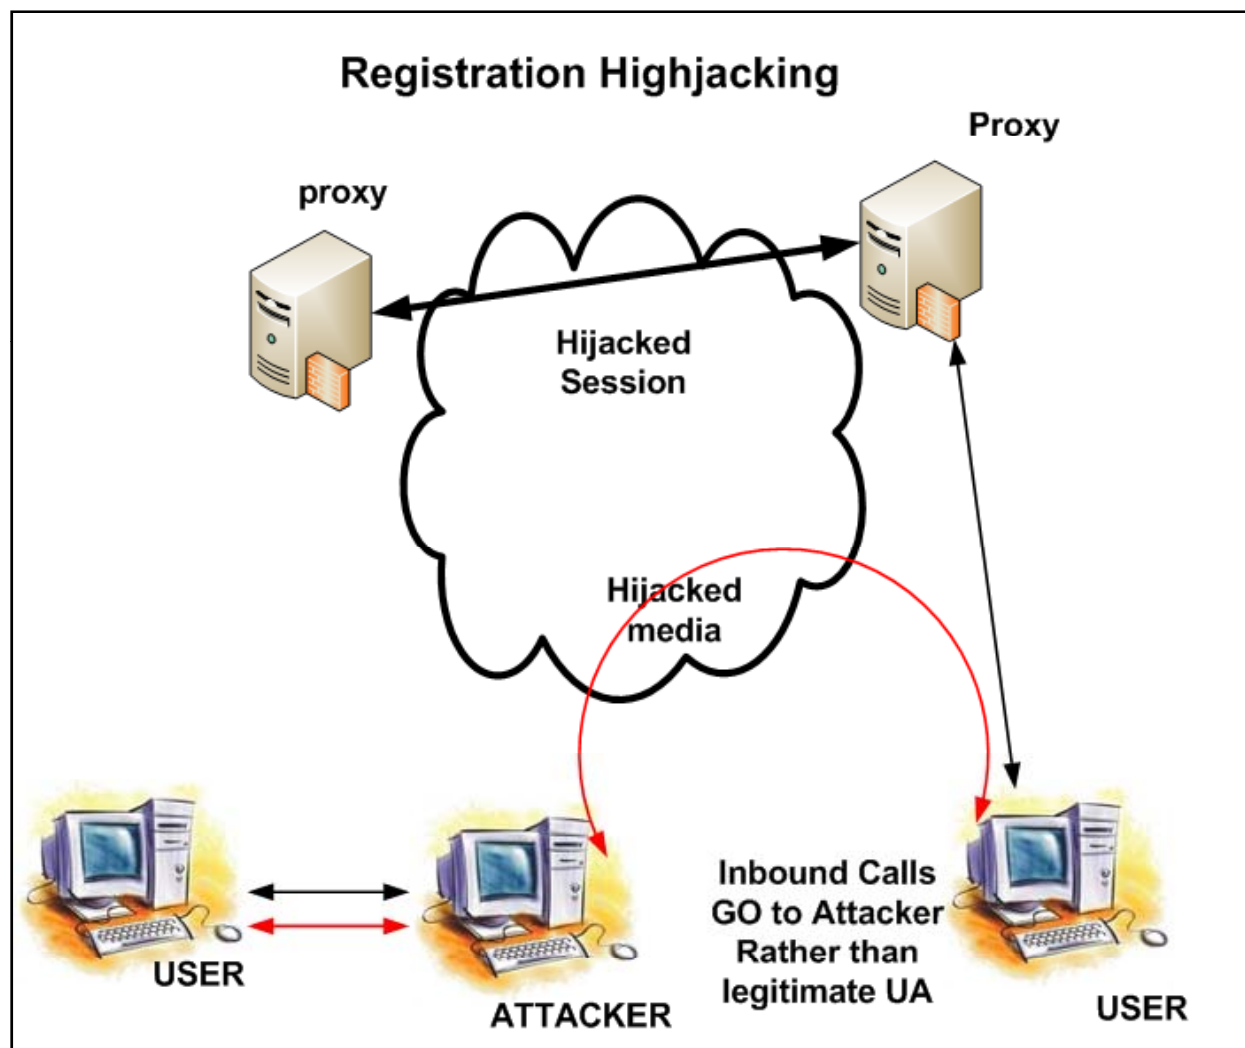 Registration Highjacking
Proxy
proxy
Hijacked
Session
Hijacked
media
Inbound Calls
GO to Attacker
Rather than
legitimate UA
USER
ATTACKER
USER